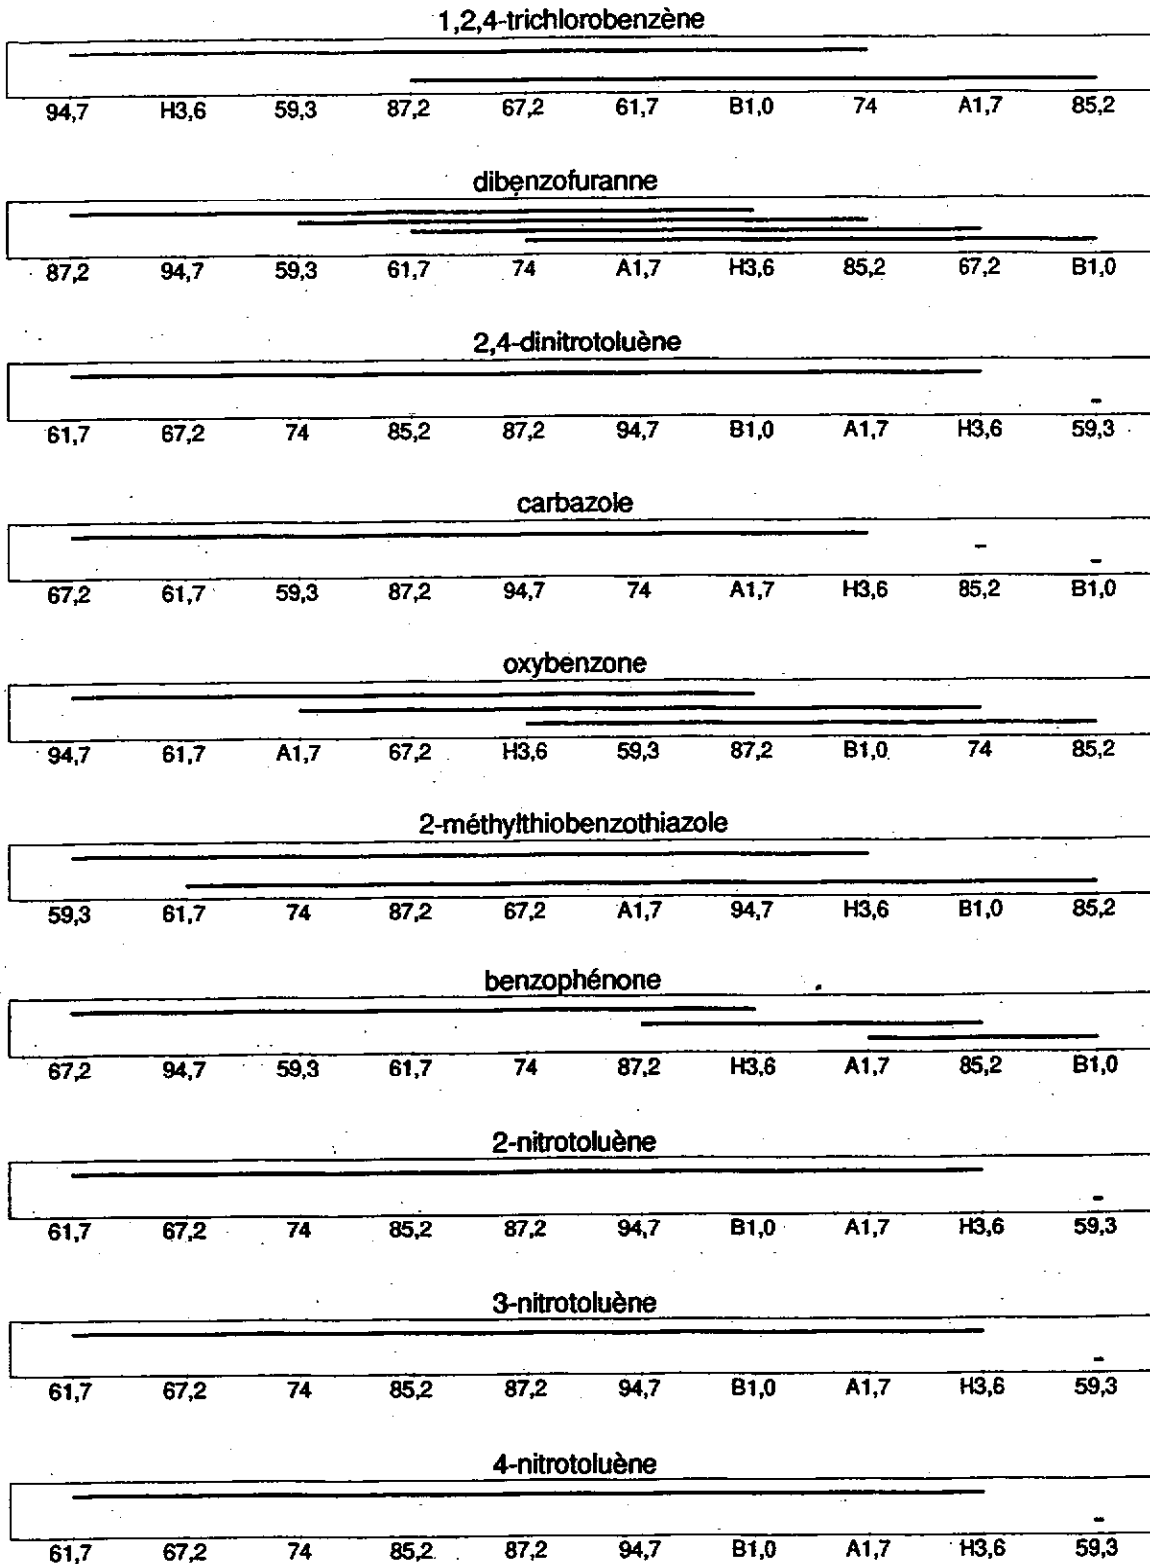 1,2,4-trichlorobenzène
94,7 H3,6 59,3 87,2 67,2 61,7 B1,0 74 A1,7 85,2
dibenzofuranne
87,2 94,7 59,3 61,7 74 A1,7 H3,6 85,2 67,2 B1,0
2,4-dinitrotoluène
61,7 67,2 74 85,2 87,2 94,7 B1,0 A1,7 H3,6 59,3
carbazole
67,2 61,7 59,3 87,2 94,7 74 A1,7 H3,6 85,2 B1,0
oxybenzone
94,7 61,7 A1,7 67,2 H3,6 59,3 87,2 B1,0 74 85,2
2-méthylthiobenzothiazole
59,3 61,7 74 87,2 67,2 A1,7 94,7 H3,6 B1,0 85,2
benzophénone
67,2 94,7 59,3 61,7 74 87,2 H3,6 A1,7 85,2 B1,0
2-nitrotoluène
61,7 67,2 74 85,2 87,2 94,7 B1,0 A1,7 H3,6 59,3
3-nitrotoluène
61,7 67,2 74 85,2 87,2 94,7 B1,0 A1,7 H3,6 59,3
4-nitrotoluène
61,7 67,2 74 85,2 87,2 94,7 B1,0 A1,7 H3,6 59,3